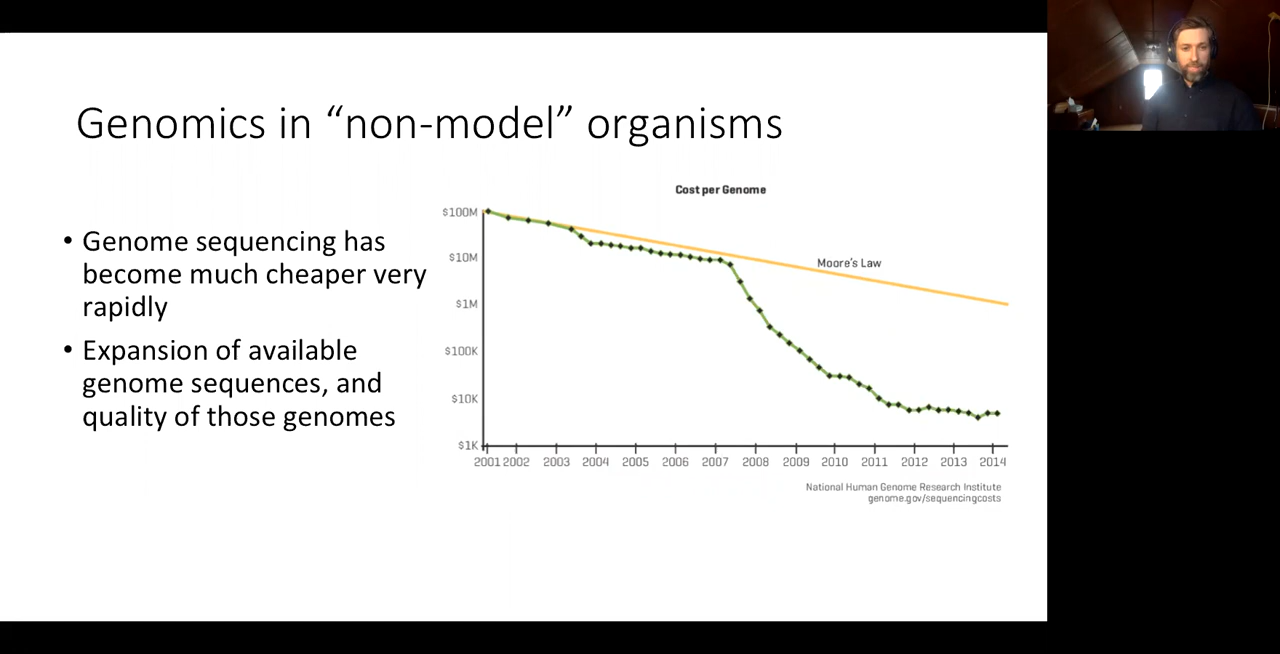 Genomics in “non-model” organisms
• Genome sequencing has
become much cheaper very
rapidly
• Expansion of available
genome sequences, and
quality of those genomes
Cost per Genome
$100M
$10M
$1M
$100K
$10K
$1K
Moore's Law
2001 2002 2003 2004 2005 2006 2007 2008 2009 2010 2011 2012 2013 2014
National Human Genome Research Institute
genome.gov/sequencingcosts